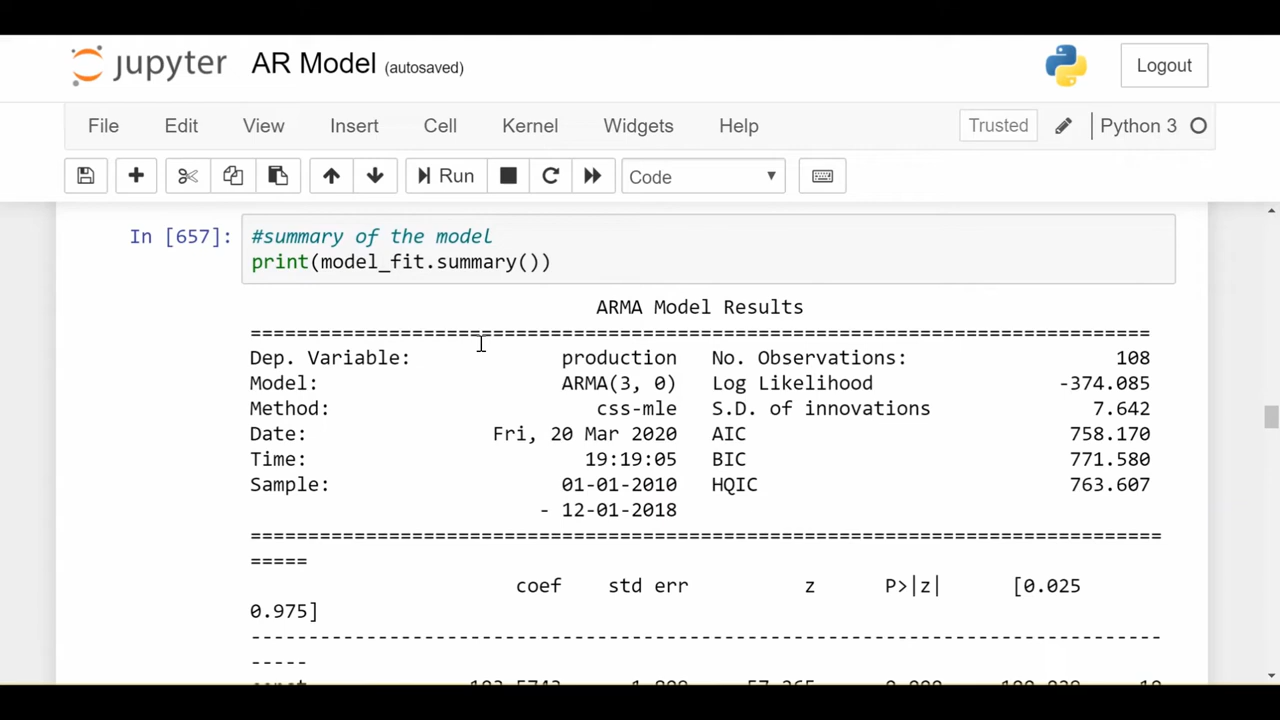 jupyter AR Model (autosaved) Logout
File Edit View Insert Cell Kernel Widgets Help Trusted Python 3
Run Code
In [657]: #summary of the model
print(model_fit.summary())
ARMA Model Results
==============================================================================
Dep. Variable: production No. Observations: 108
Model: ARMA(3, 0) Log Likelihood -374.085
Method: css-mle S.D. of innovations 7.642
Date: Fri, 20 Mar 2020 AIC 758.170
Time: 19:19:05 BIC 771.580
Sample: 01-01-2010 HQIC 763.607
- 12-01-2018
===============================================================================
=====
coef std err z P>|z| [0.025
0.975]
-------------------------------------------------------------------------------
-----